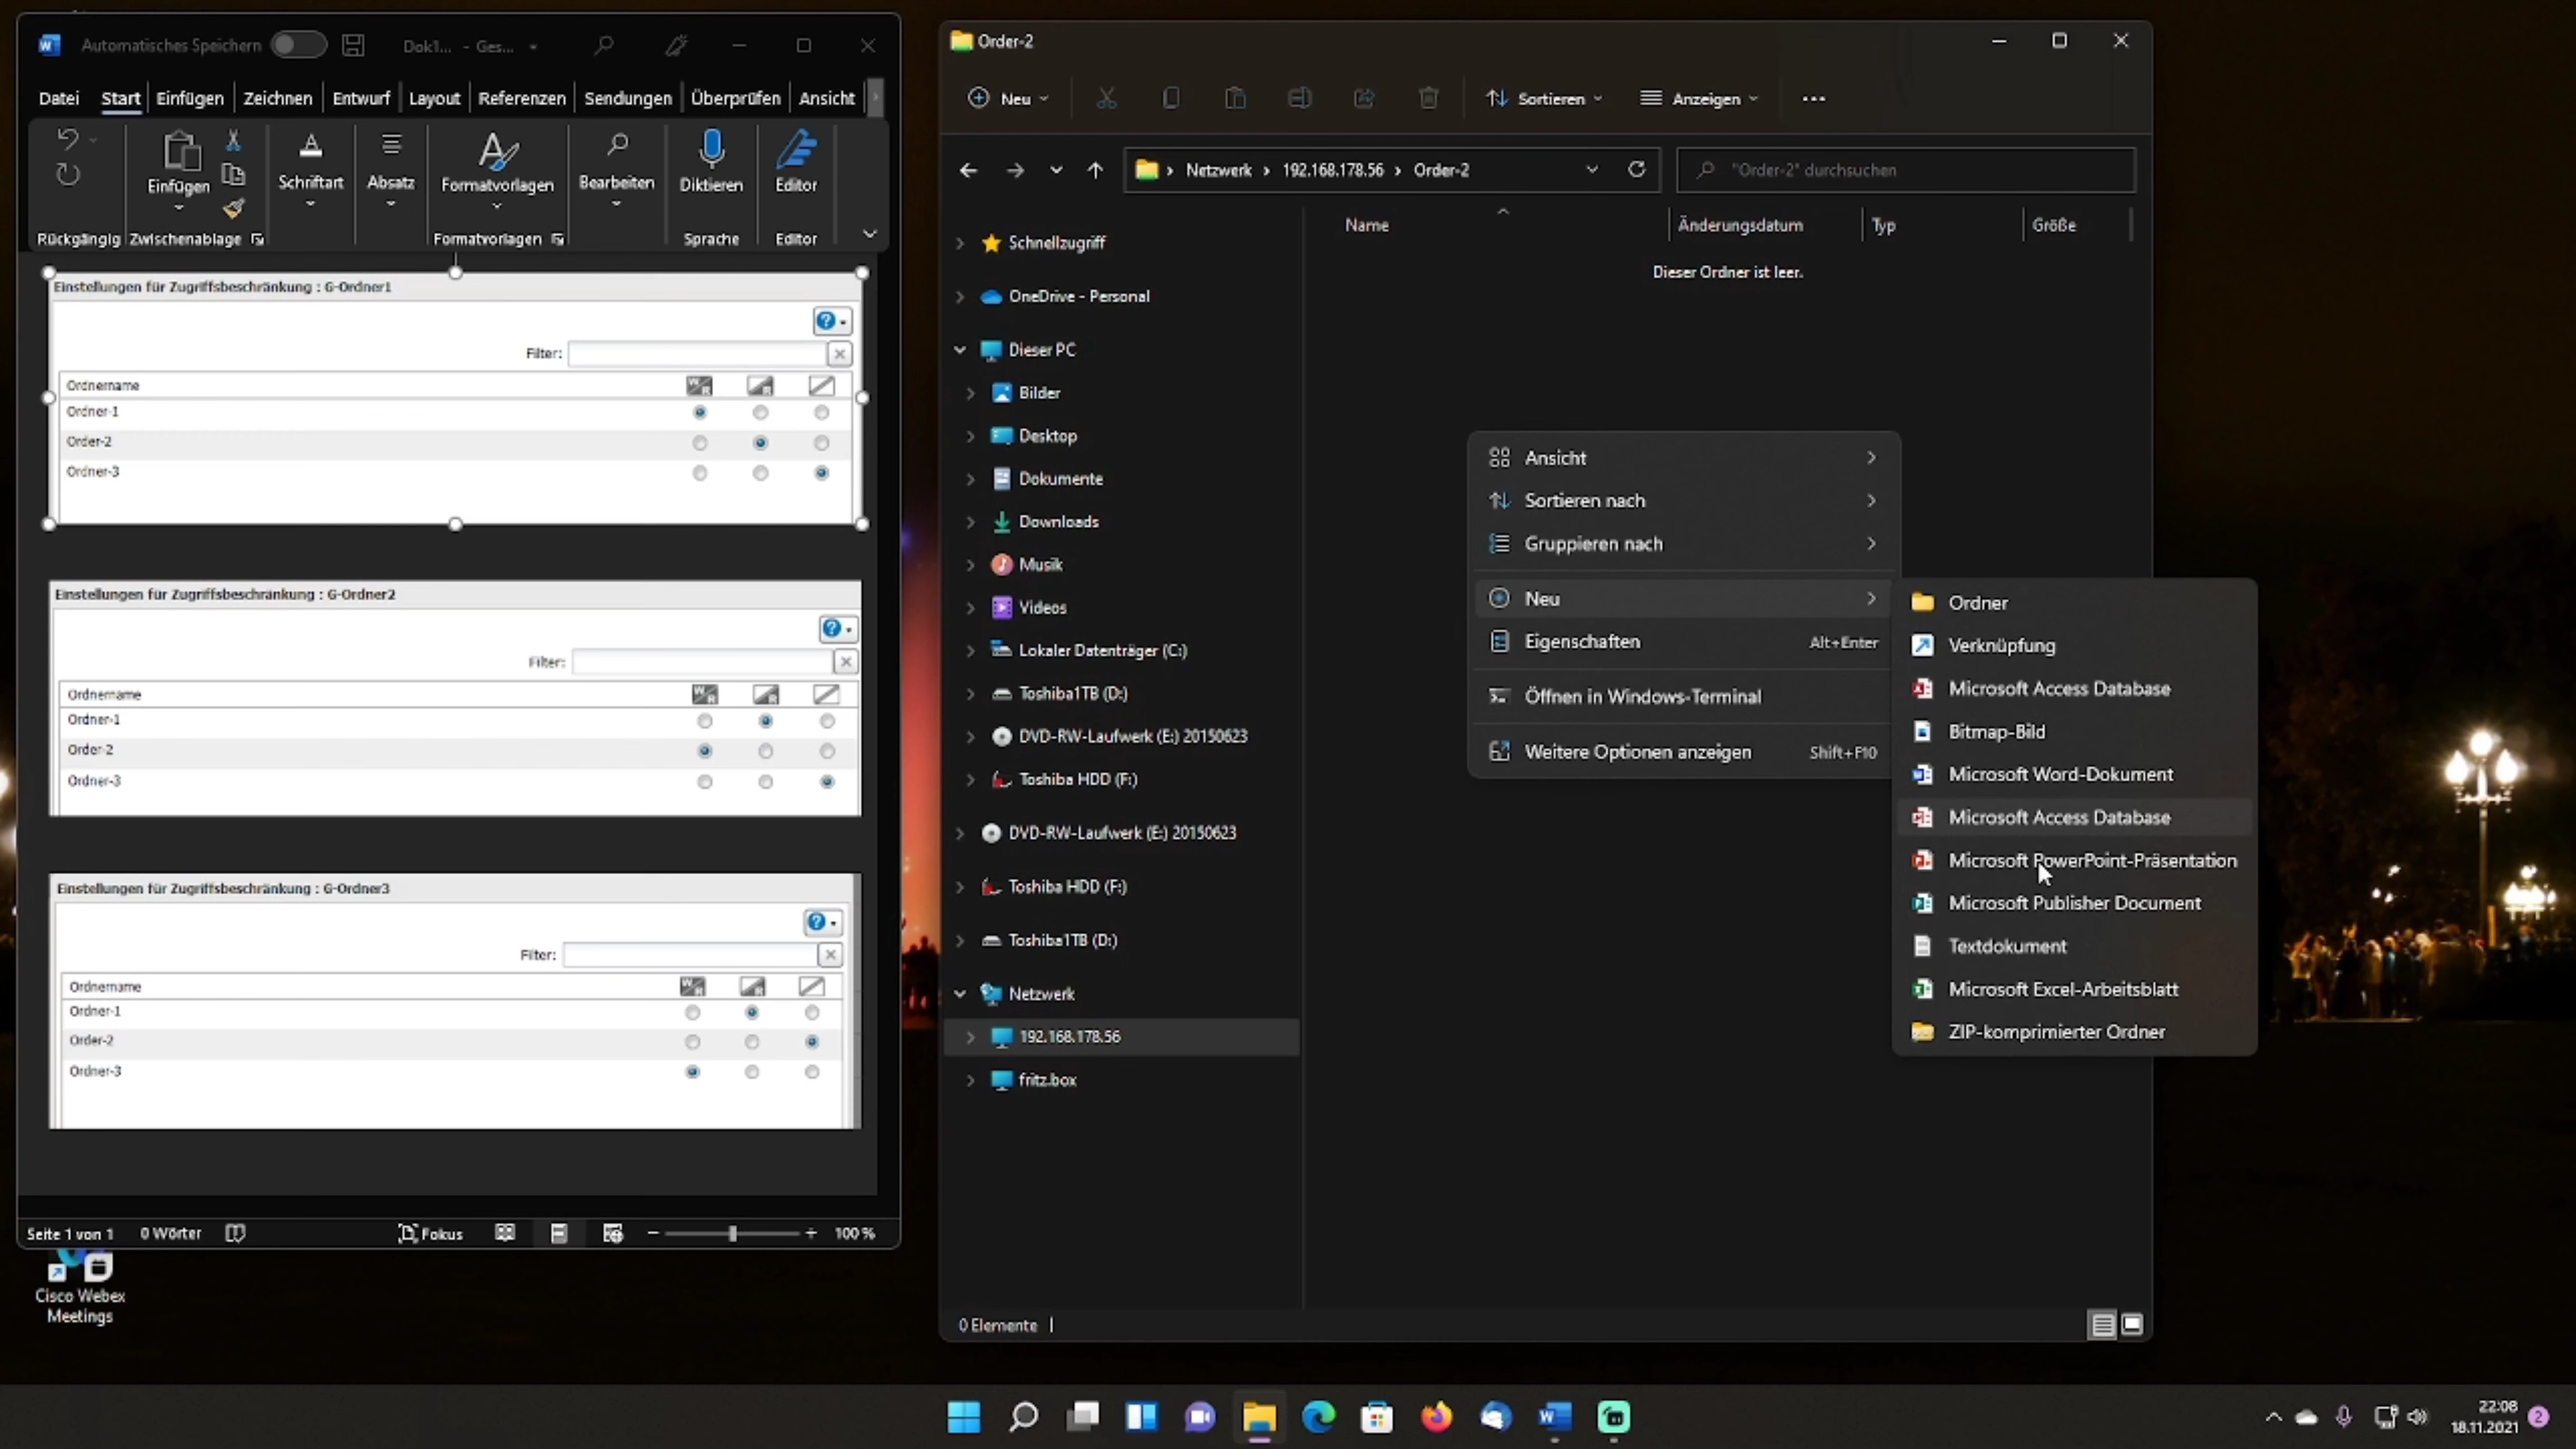 Automatisches Speichern
Dok1... - Ges...
Datei Start Einfügen Zeichnen Entwurf Layout Referenzen Sendungen Überprüfen Ansicht
Einfügen Schriftart Absatz Formatvorlagen Bearbeiten Diktieren Editor
Rückgängig Zwischenablage Formatvorlagen Sprache Editor
Einstellungen für Zugriffsbeschränkung : G-Ordner1
Filter:
Ordnername W R R
Ordner-1
Order-2
Ordner-3
Einstellungen für Zugriffsbeschränkung : G-Ordner2
Filter:
Ordnername W R R
Ordner-1
Order-2
Ordner-3
Einstellungen für Zugriffsbeschränkung : G-Ordner3
Filter:
Ordnername W R R
Ordner-1
Order-2
Ordner-3
Seite 1 von 1 0 Wörter Fokus 100 %
Cisco Webex
Meetings
Order-2
Neu Sortieren Anzeigen
Netzwerk 192.168.178.56 Order-2
"Order-2" durchsuchen
Name Änderungsdatum Typ Größe
Dieser Ordner ist leer.
Schnellzugriff
OneDrive - Personal
Dieser PC
Bilder
Desktop
Dokumente
Downloads
Musik
Videos
Lokaler Datenträger (C:)
Toshiba1TB (D:)
DVD-RW-Laufwerk (E:) 20150623
Toshiba HDD (F:)
DVD-RW-Laufwerk (E:) 20150623
Toshiba HDD (F:)
Toshiba1TB (D:)
Netzwerk
192.168.178.56
fritz.box
0 Elemente
Ansicht
Sortieren nach
Gruppieren nach
Neu
Eigenschaften Alt+Enter
Öffnen in Windows-Terminal
Weitere Optionen anzeigen Shift+F10
Ordner
Verknüpfung
Microsoft Access Database
Bitmap-Bild
Microsoft Word-Dokument
Microsoft Access Database
Microsoft PowerPoint-Präsentation
Microsoft Publisher Document
Textdokument
Microsoft Excel-Arbeitsblatt
ZIP-komprimierter Ordner
22:08
18.11.2021
2